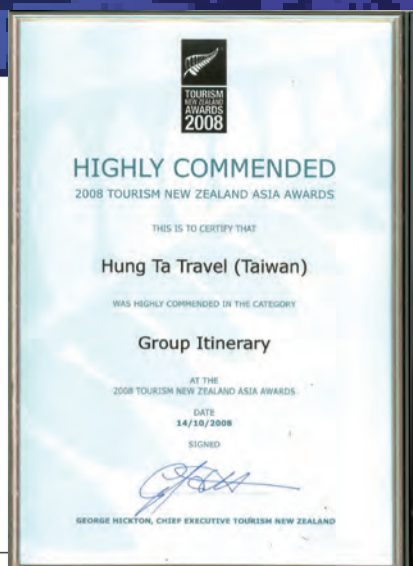 TOURISM
NEW ZEALAND
AWARDS
2008
HIGHLY COMMENDED
2008 TOURISM NEW ZEALAND ASIA AWARDS
THIS IS TO CERTIFY THAT
Hung Ta Travel (Taiwan)
WAS HIGHLY COMMENDED IN THE CATEGORY
Group Itinerary
AT THE
2008 TOURISM NEW ZEALAND ASIA AWARDS
DATE
14/10/2008
SIGNED
GEORGE HICKTON, CHIEF EXECUTIVE TOURISM NEW ZEALAND